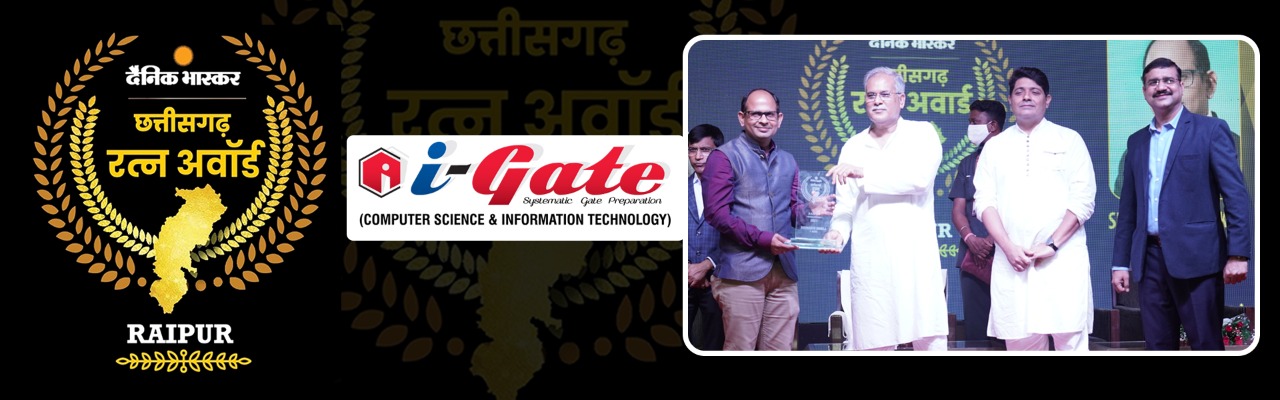 दैनिक भास्कर
छत्तीसगढ़
रत्न अवॉर्ड
RAIPUR
छत्तीसगढ़
रत्न अवॉर्ड
i-Gate
Systematic Gate Preparation
(COMPUTER SCIENCE & INFORMATION TECHNOLOGY)
दैनिक भास्कर